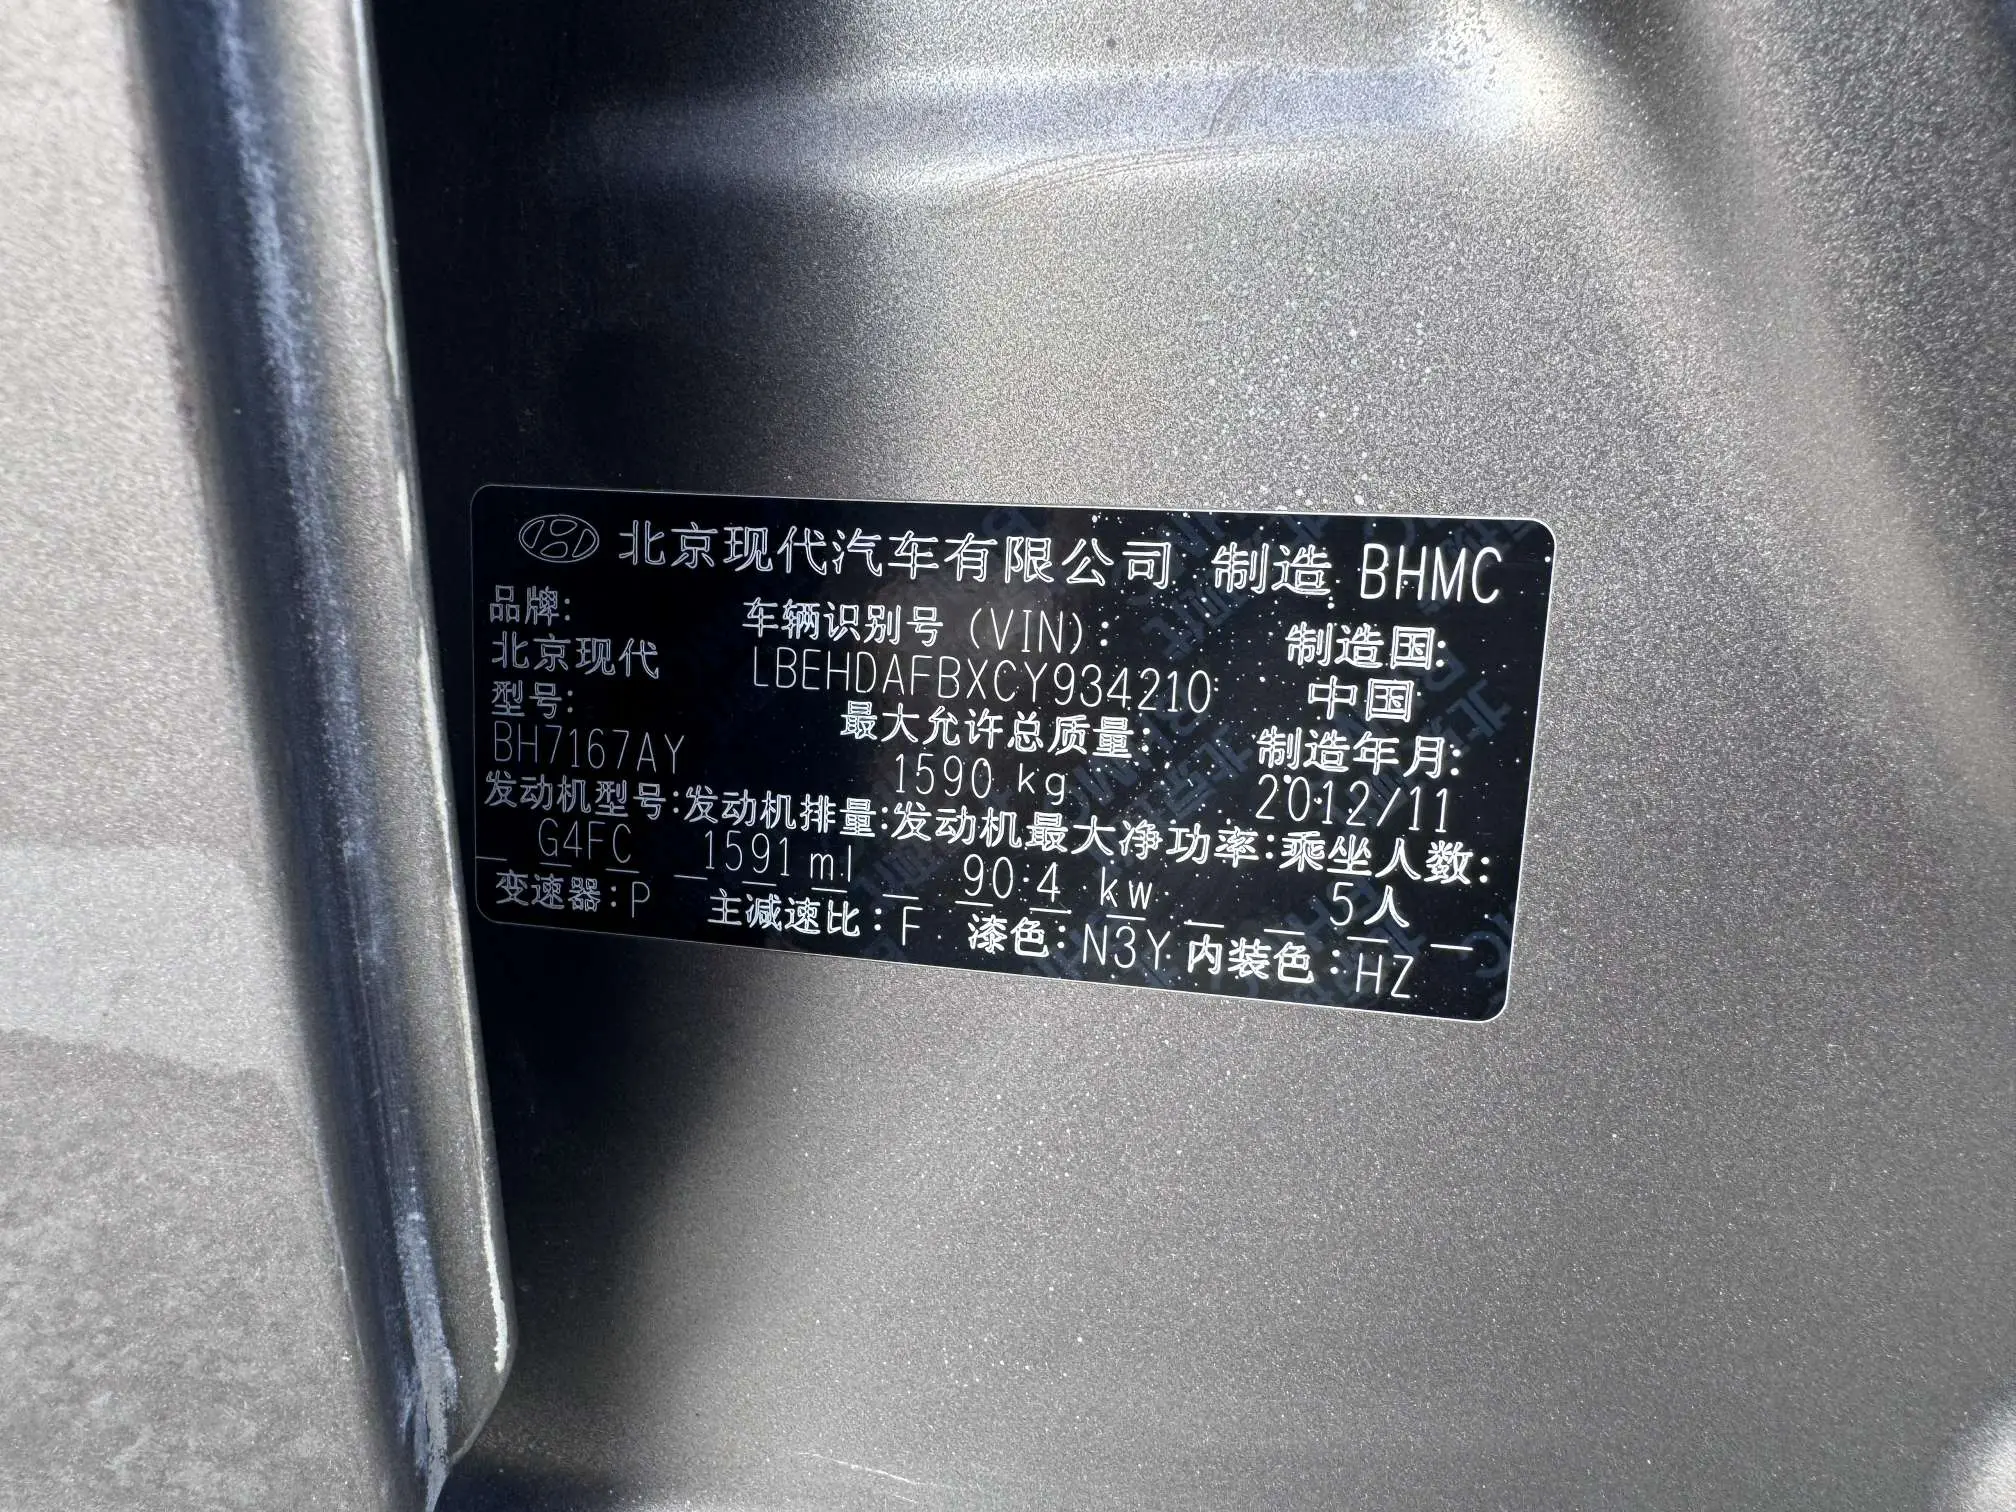 北京现代汽车有限公司 制造 BHMC
品牌: 车辆识别号 (VIN): 制造国:
北京现代 LBEHDAFBXCY934210 中国
型号: 最大允许总质量: 制造年月:
BH7167AY 1590 kg 2012/11
发动机型号:发动机排量:发动机最大净功率:乘坐人数:
G4FC 1591ml 90.4 kw 5人
变速器:P 主减速比:F 漆色:N3Y 内装色:HZ